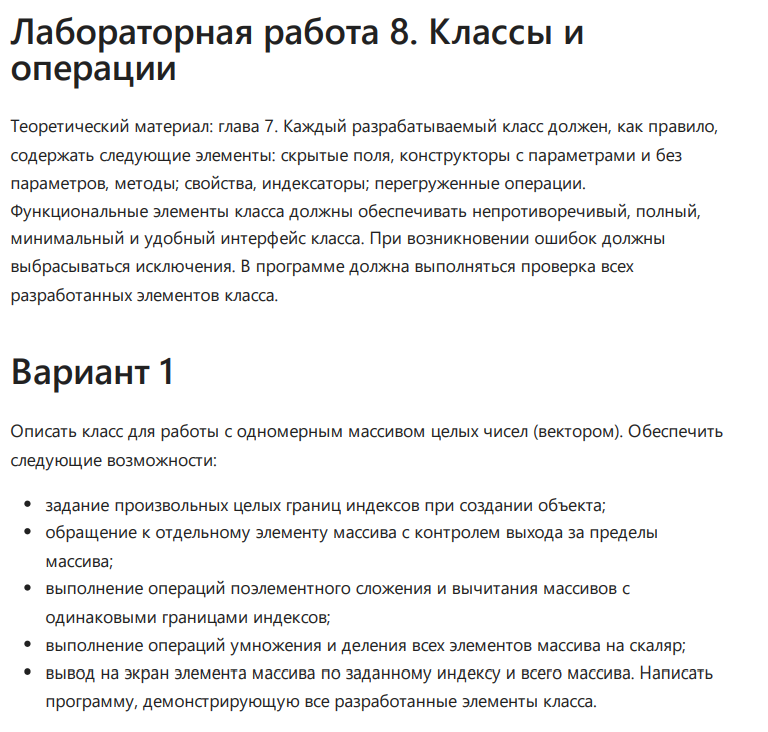 Лабораторная работа 8. Классы и
операции
Теоретический материал: глава 7. Каждый разрабатываемый класс должен, как правило,
содержать следующие элементы: скрытые поля, конструкторы с параметрами и без
параметров, методы; свойства, индексаторы; перегруженные операции.
Функциональные элементы класса должны обеспечивать непротиворечивый, полный,
минимальный и удобный интерфейс класса. При возникновении ошибок должны
выбрасываться исключения. В программе должна выполняться проверка всех
разработанных элементов класса.
Вариант 1
Описать класс для работы с одномерным массивом целых чисел (вектором). Обеспечить
следующие возможности:
• задание произвольных целых границ индексов при создании объекта;
• обращение к отдельному элементу массива с контролем выхода за пределы
массива;
• выполнение операций поэлементного сложения и вычитания массивов с
одинаковыми границами индексов;
• выполнение операций умножения и деления всех элементов массива на скаляр;
• вывод на экран элемента массива по заданному индексу и всего массива. Написать
программу, демонстрирующую все разработанные элементы класса.